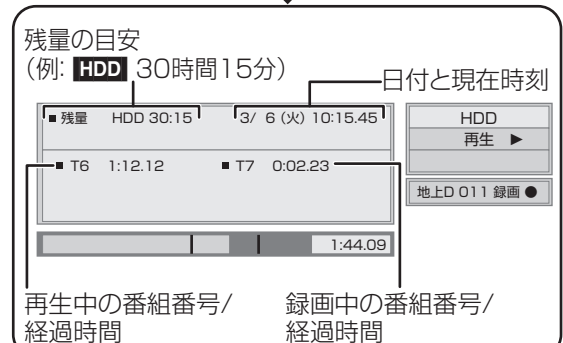 残量の目安
(例: HDD 30時間15分)
日付と現在時刻
■ 残量 HDD 30:15 3/ 6 (火) 10:15.45
HDD
再生 ▶
■ T6 1:12.12 ■ T7 0:02.23
地上D 011 録画 ●
1:44.09
再生中の番組番号/
経過時間
録画中の番組番号/
経過時間